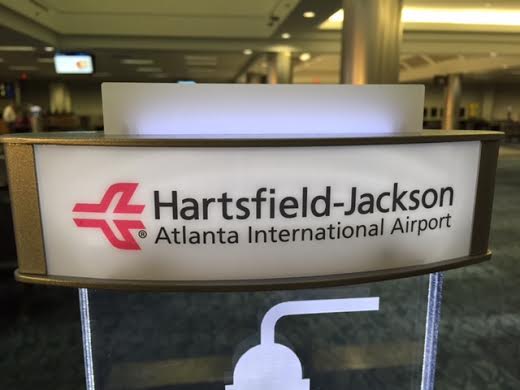 Hartsfield-Jackson
® Atlanta International Airport